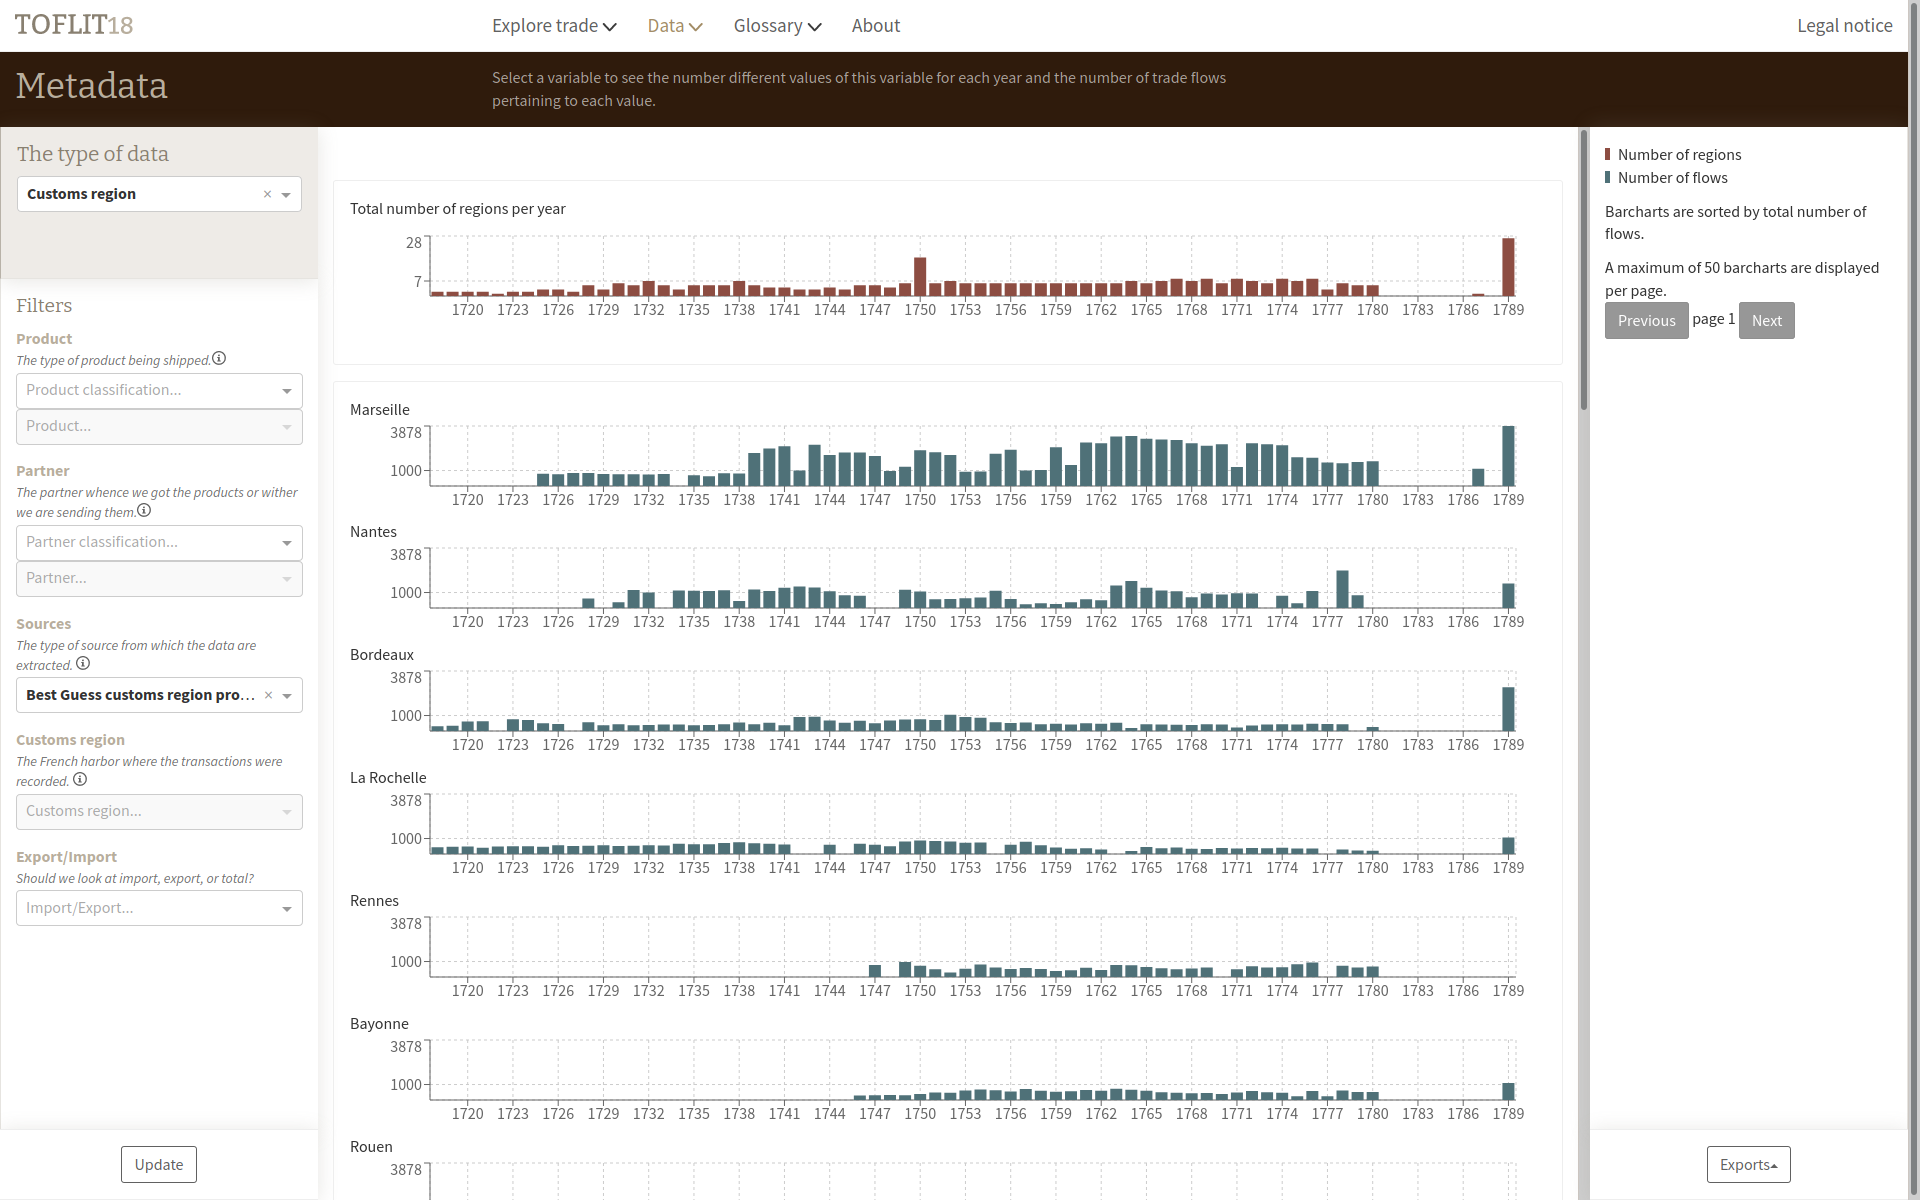 TOFLIT18
Explore trade
Data
Glossary
About
Legal notice
Metadata
Select a variable to see the number different values of this variable for each year and the number of trade flows
pertaining to each value.
The type of data
Customs region ×
Filters
Product
The type of product being shipped.
Product classification...
Product...
Partner
The partner whence we got the products or wither
we are sending them.
Partner classification...
Partner...
Sources
The type of source from which the data are
extracted.
Best Guess customs region pro... ×
Customs region
The French harbor where the transactions were
recorded.
Customs region...
Export/Import
Should we look at import, export, or total?
Import/Export...
Update
Total number of regions per year
28
7
1720 1723 1726 1729 1732 1735 1738 1741 1744 1747 1750 1753 1756 1759 1762 1765 1768 1771 1774 1777 1780 1783 1786 1789
Marseille
3878
1000
1720 1723 1726 1729 1732 1735 1738 1741 1744 1747 1750 1753 1756 1759 1762 1765 1768 1771 1774 1777 1780 1783 1786 1789
Nantes
3878
1000
1720 1723 1726 1729 1732 1735 1738 1741 1744 1747 1750 1753 1756 1759 1762 1765 1768 1771 1774 1777 1780 1783 1786 1789
Bordeaux
3878
1000
1720 1723 1726 1729 1732 1735 1738 1741 1744 1747 1750 1753 1756 1759 1762 1765 1768 1771 1774 1777 1780 1783 1786 1789
La Rochelle
3878
1000
1720 1723 1726 1729 1732 1735 1738 1741 1744 1747 1750 1753 1756 1759 1762 1765 1768 1771 1774 1777 1780 1783 1786 1789
Rennes
3878
1000
1720 1723 1726 1729 1732 1735 1738 1741 1744 1747 1750 1753 1756 1759 1762 1765 1768 1771 1774 1777 1780 1783 1786 1789
Bayonne
3878
1000
1720 1723 1726 1729 1732 1735 1738 1741 1744 1747 1750 1753 1756 1759 1762 1765 1768 1771 1774 1777 1780 1783 1786 1789
Rouen
3878
Number of regions
Number of flows
Barcharts are sorted by total number of
flows.
A maximum of 50 barcharts are displayed
per page.
Previous page 1 Next
Exports